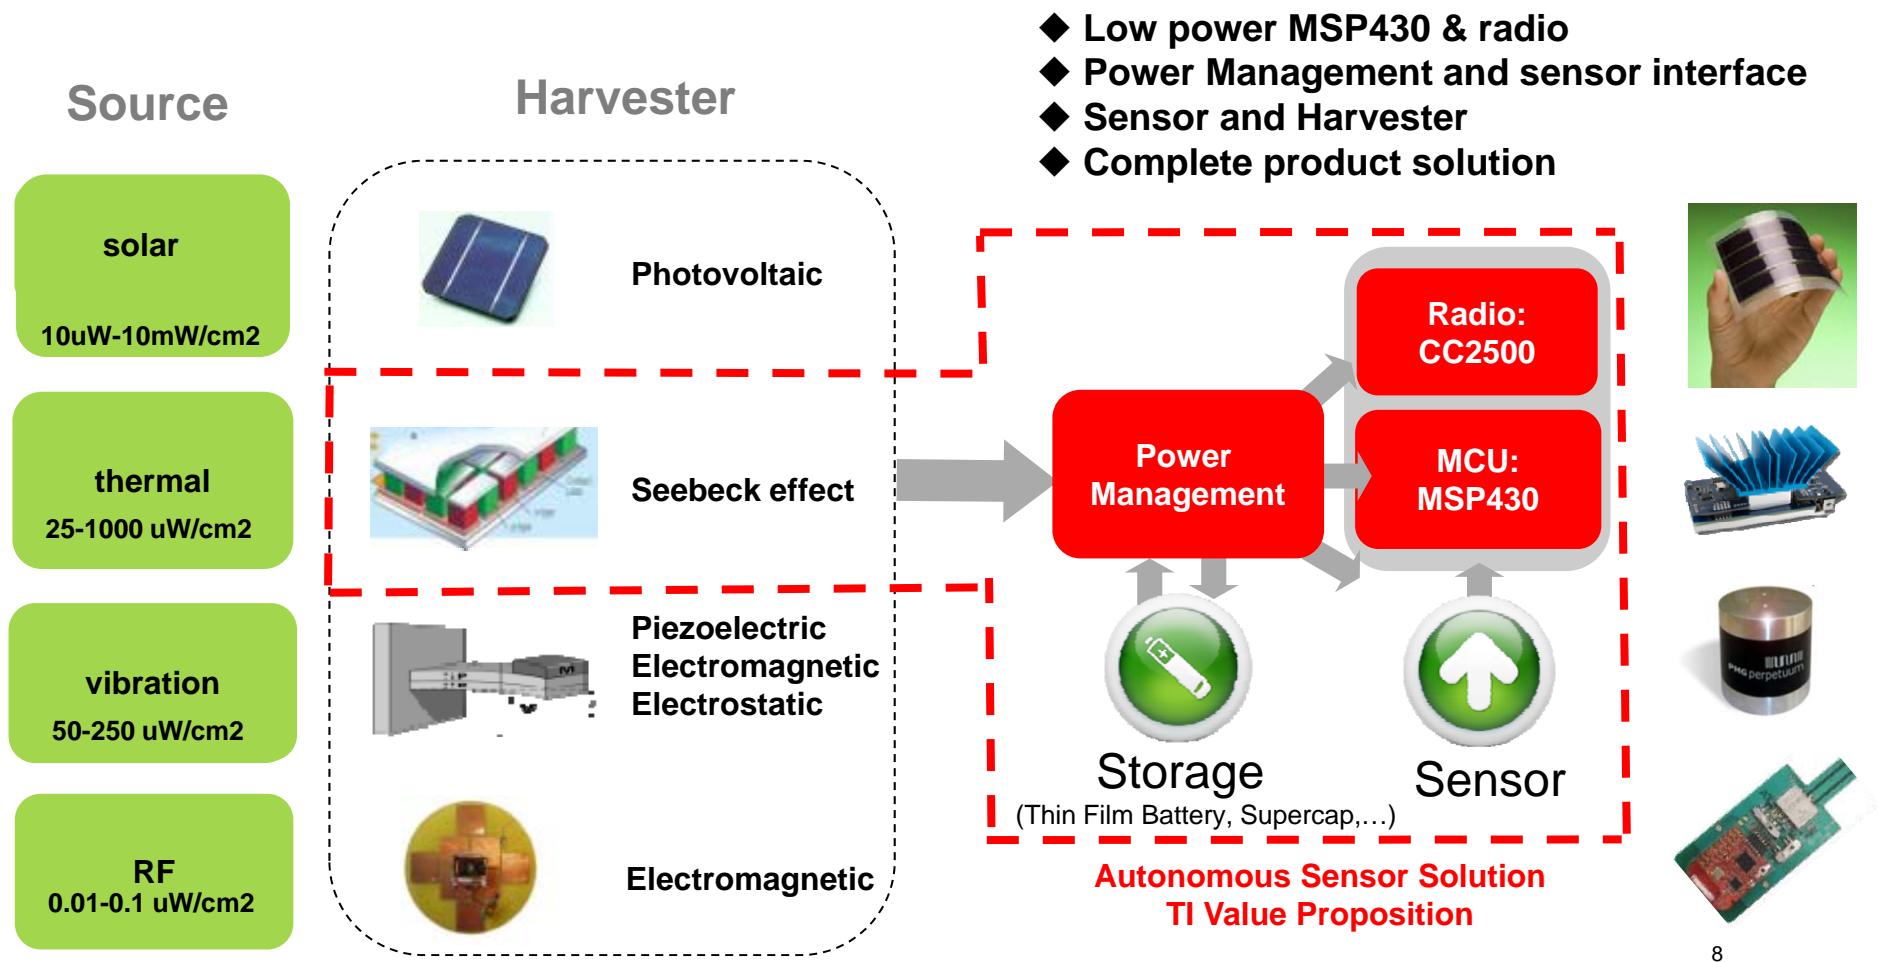 ◆ Low power MSP430 & radio
◆ Power Management and sensor interface
◆ Sensor and Harvester
◆ Complete product solution
Source
Harvester
solar
10uW-10mW/cm2
Photovoltaic
thermal
25-1000 uW/cm2
Seebeck effect
vibration
50-250 uW/cm2
Piezoelectric
Electromagnetic
Electrostatic
RF
0.01-0.1 uW/cm2
Electromagnetic
Power
Management
Radio:
CC2500
MCU:
MSP430
Storage
(Thin Film Battery, Supercap,…)
Sensor
Autonomous Sensor Solution
TI Value Proposition
PMG perpetuum
8